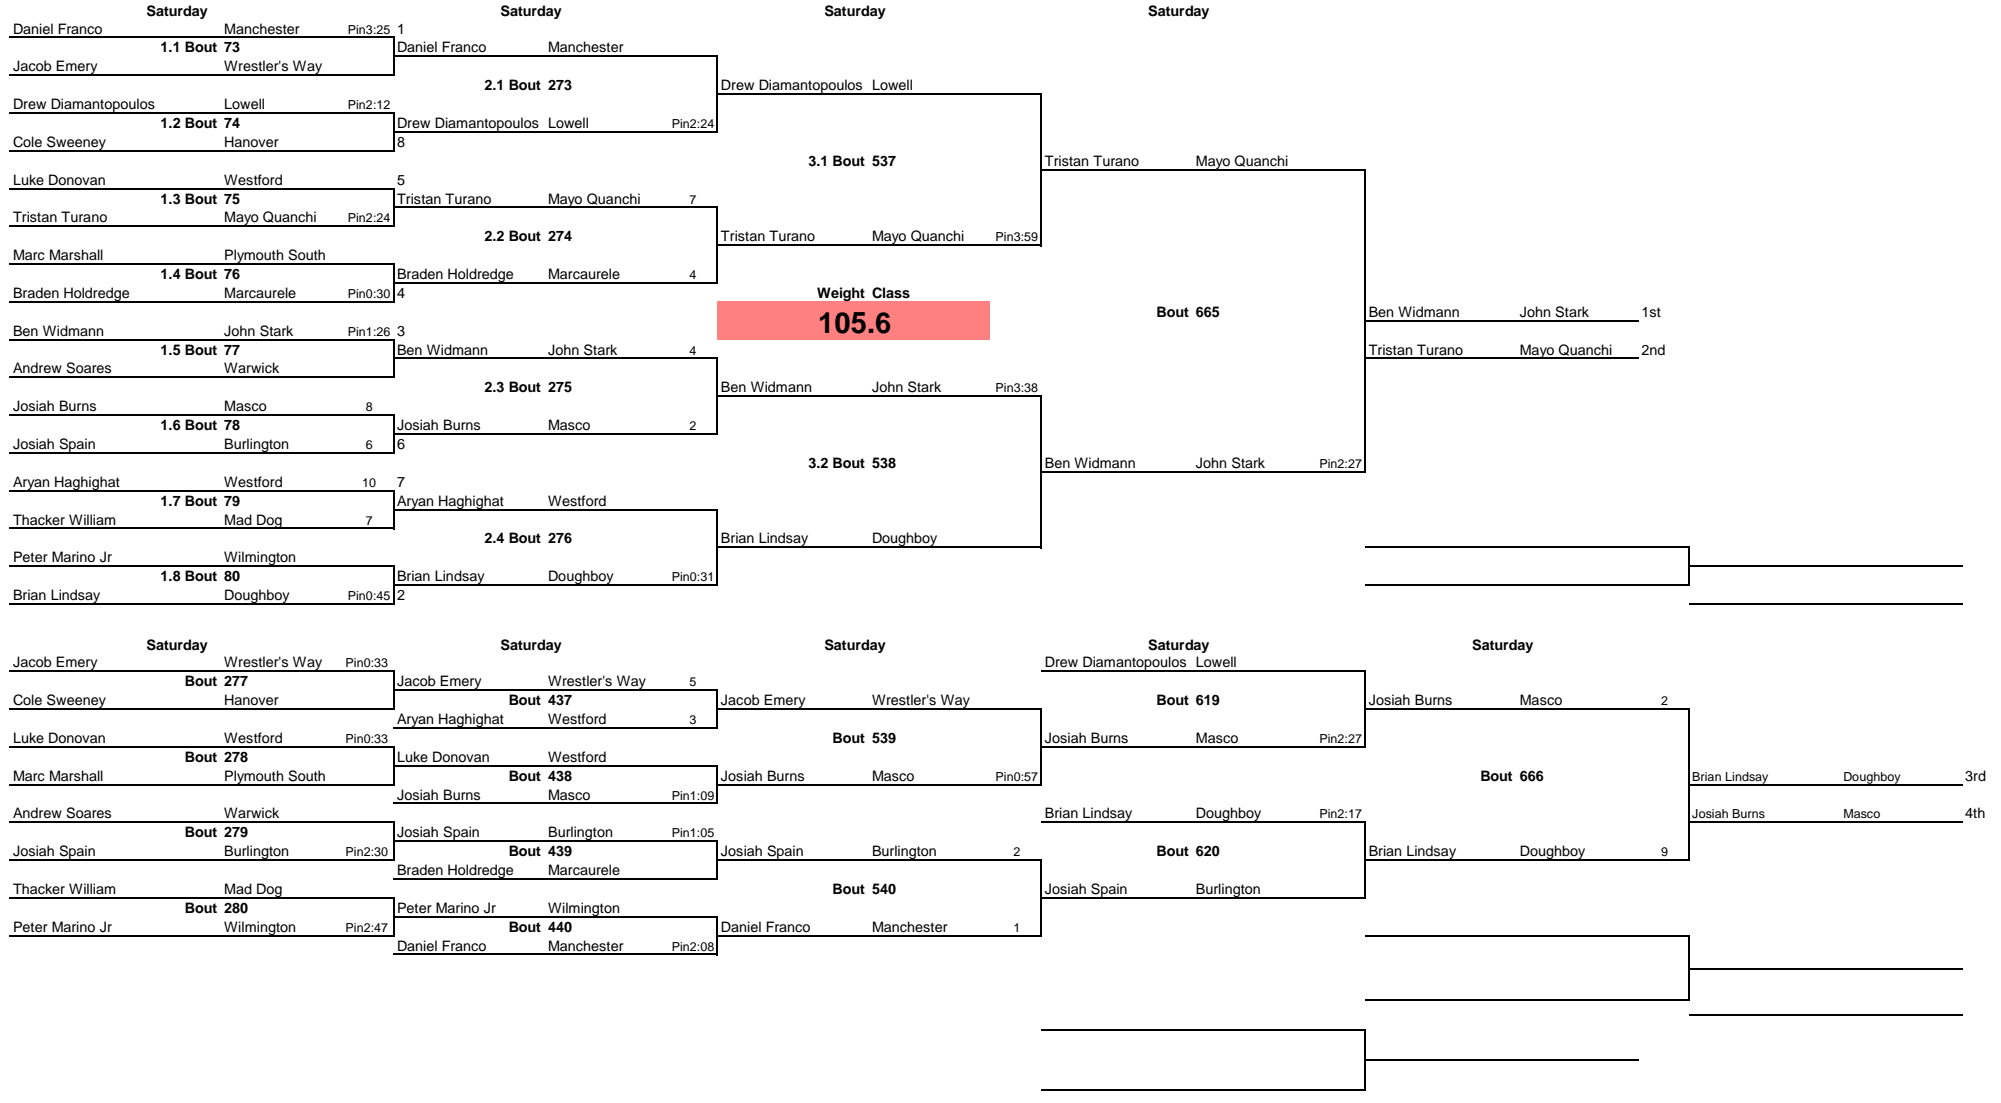 Saturday Saturday Saturday Saturday
Daniel Franco Manchester Pin3:25 1
1.1 Bout 73 Daniel Franco Manchester
Jacob Emery Wrestler's Way
2.1 Bout 273 Drew Diamantopoulos Lowell
Drew Diamantopoulos Lowell Pin2:12
1.2 Bout 74 Drew Diamantopoulos Lowell Pin2:24
Cole Sweeney Hanover 8
3.1 Bout 537 Tristan Turano Mayo Quanchi
Luke Donovan Westford 5
1.3 Bout 75 Tristan Turano Mayo Quanchi 7
Tristan Turano Mayo Quanchi Pin2:24
2.2 Bout 274 Tristan Turano Mayo Quanchi Pin3:59
Marc Marshall Plymouth South
1.4 Bout 76 Braden Holdredge Marcaurele 4
Braden Holdredge Marcaurele Pin0:30 4 Weight Class
Bout 665 Ben Widmann John Stark 1st
105.6
Ben Widmann John Stark Pin1:26 3
1.5 Bout 77 Ben Widmann John Stark 4 Tristan Turano Mayo Quanchi 2nd
Andrew Soares Warwick
2.3 Bout 275 Ben Widmann John Stark Pin3:38
Josiah Burns Masco 8
1.6 Bout 78 Josiah Burns Masco 2
Josiah Spain Burlington 6 6
3.2 Bout 538 Ben Widmann John Stark Pin2:27
Aryan Haghighat Westford 10 7
1.7 Bout 79 Aryan Haghighat Westford
Thacker William Mad Dog 7
2.4 Bout 276 Brian Lindsay Doughboy
Peter Marino Jr Wilmington
1.8 Bout 80 Brian Lindsay Doughboy Pin0:31
Brian Lindsay Doughboy Pin0:45 2
Saturday Saturday Saturday Saturday Saturday
Jacob Emery Wrestler's Way Pin0:33 Drew Diamantopoulos Lowell
Bout 277 Jacob Emery Wrestler's Way 5
Cole Sweeney Hanover Bout 437 Jacob Emery Wrestler's Way Bout 619 Josiah Burns Masco 2
Aryan Haghighat Westford 3
Luke Donovan Westford Pin0:33 Bout 539 Josiah Burns Masco Pin2:27
Bout 278 Luke Donovan Westford
Marc Marshall Plymouth South Bout 438 Josiah Burns Masco Pin0:57 Bout 666 Brian Lindsay Doughboy 3rd
Josiah Burns Masco Pin1:09
Andrew Soares Warwick Brian Lindsay Doughboy Pin2:17 Josiah Burns Masco 4th
Bout 279 Josiah Spain Burlington Pin1:05
Josiah Spain Burlington Pin2:30 Bout 439 Josiah Spain Burlington 2 Bout 620 Brian Lindsay Doughboy 9
Braden Holdredge Marcaurele
Thacker William Mad Dog Bout 540 Josiah Spain Burlington
Bout 280 Peter Marino Jr Wilmington
Peter Marino Jr Wilmington Pin2:47 Bout 440 Daniel Franco Manchester 1
Daniel Franco Manchester Pin2:08